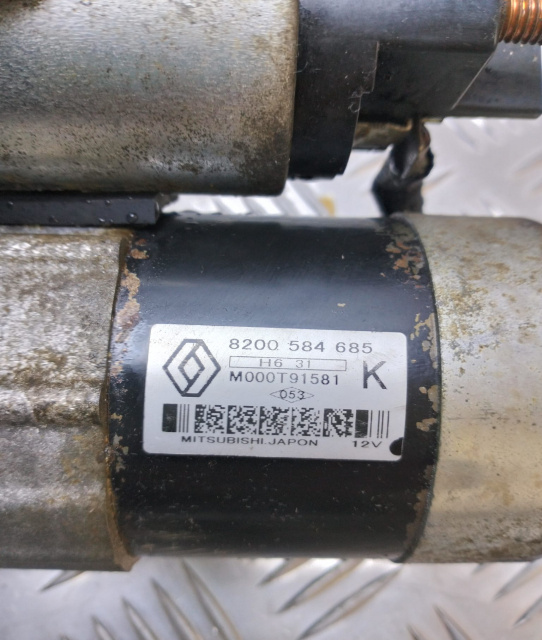 8200 584 685
H6 31
M000T91581 K
053
MITSUBISHI.JAPON 12V